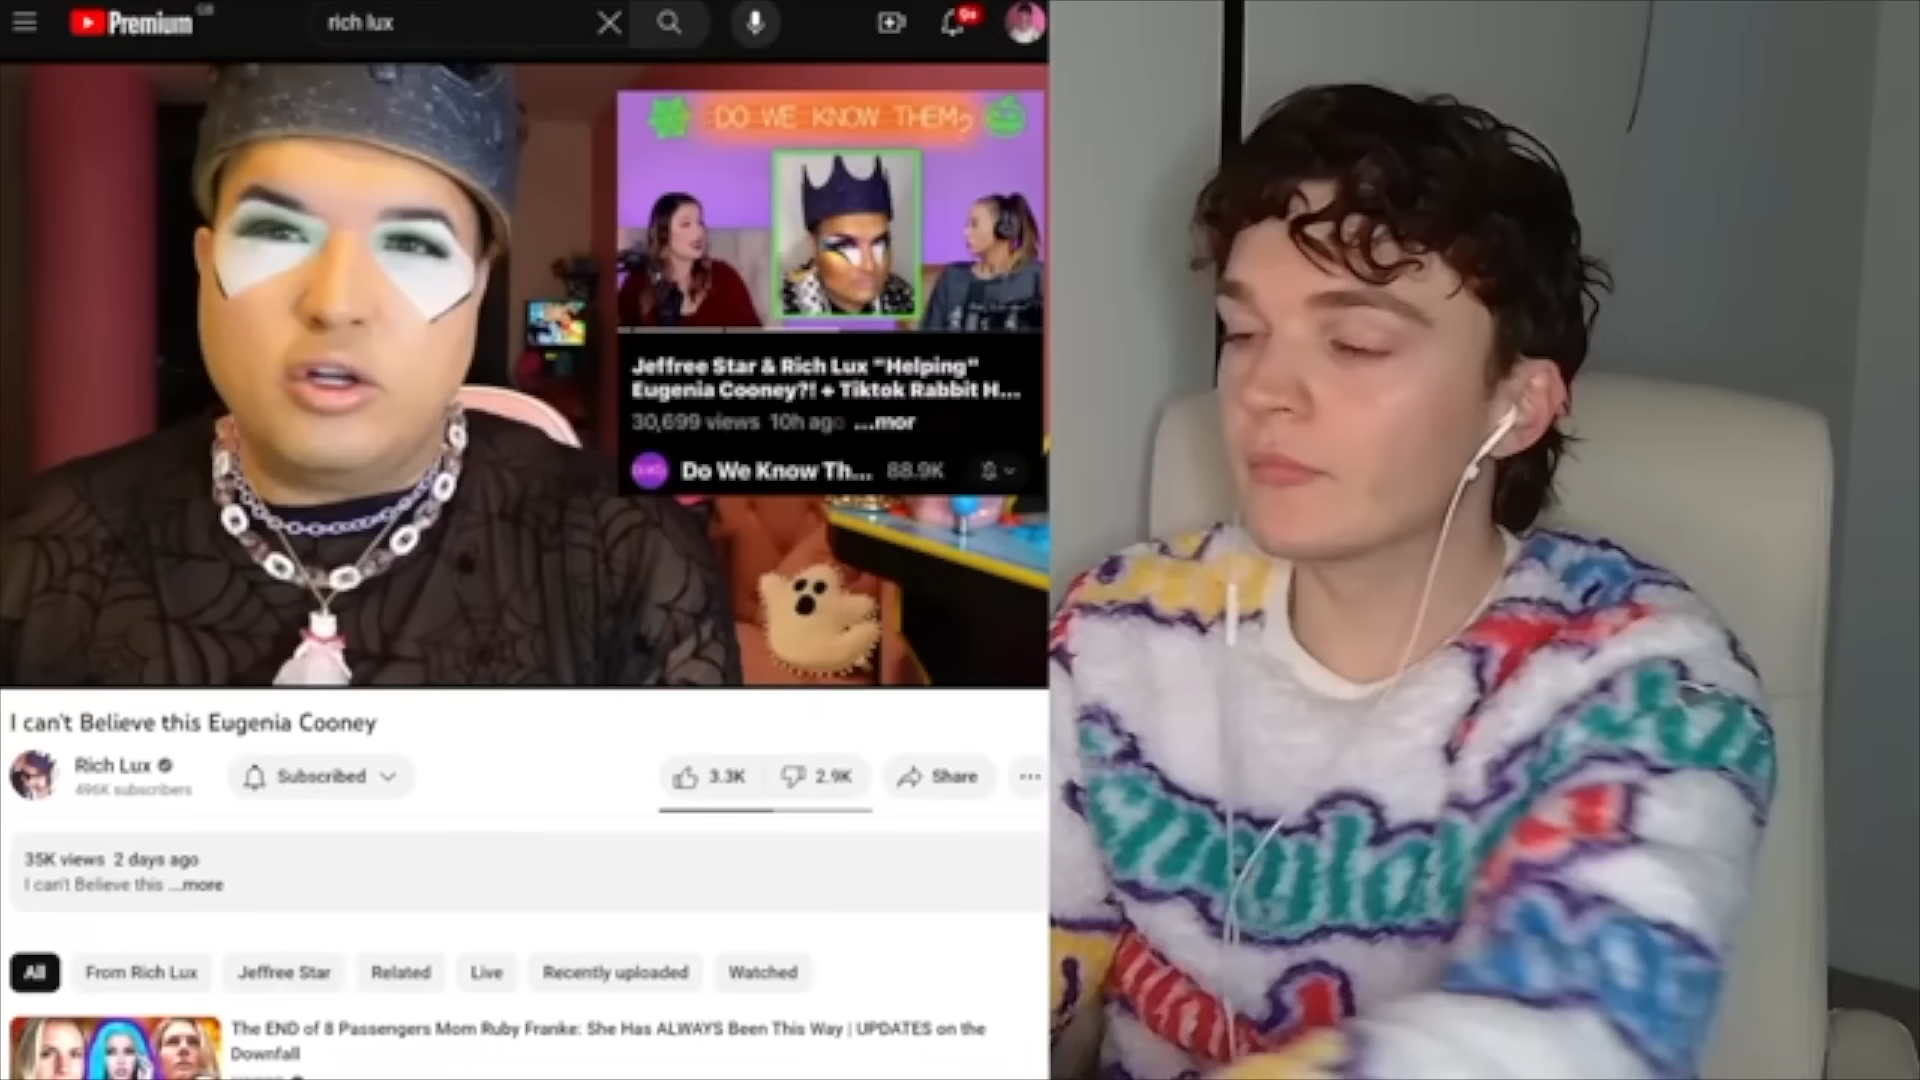 Premium
GB
rich lux
9+
DO WE KNOW THEM?
Jeffree Star & Rich Lux "Helping"
Eugenia Cooney?! + Tiktok Rabbit H...
30,699 views 10h ago ...mor
Do We Know Th... 88.9K
I can't Believe this Eugenia Cooney
Rich Lux
496K subscribers
Subscribed
3.3K
2.9K
Share
35K views 2 days ago
I can't Believe this ...more
All
From Rich Lux
Jeffree Star
Related
Live
Recently uploaded
Watched
The END of 8 Passengers Mom Ruby Franke: She Has ALWAYS Been This Way | UPDATES on the
Downfall